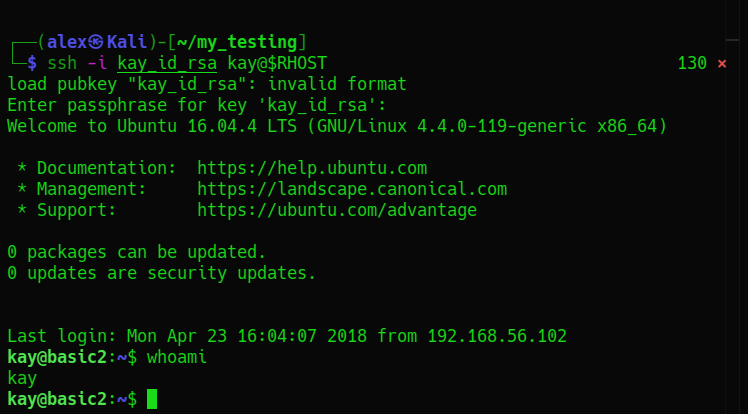 ┌──(alex㉿Kali)-[~/my_testing]
└─$ ssh -i kay_id_rsa kay@$RHOST 130 ⨯
load pubkey "kay_id_rsa": invalid format
Enter passphrase for key 'kay_id_rsa':
Welcome to Ubuntu 16.04.4 LTS (GNU/Linux 4.4.0-119-generic x86_64)
* Documentation: https://help.ubuntu.com
* Management: https://landscape.canonical.com
* Support: https://ubuntu.com/advantage
0 packages can be updated.
0 updates are security updates.
Last login: Mon Apr 23 16:04:07 2018 from 192.168.56.102
kay@basic2:~$ whoami
kay
kay@basic2:~$